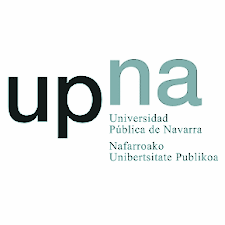 upna
Universidad
Pública de Navarra
Nafarroako
Unibertsitate Publikoa